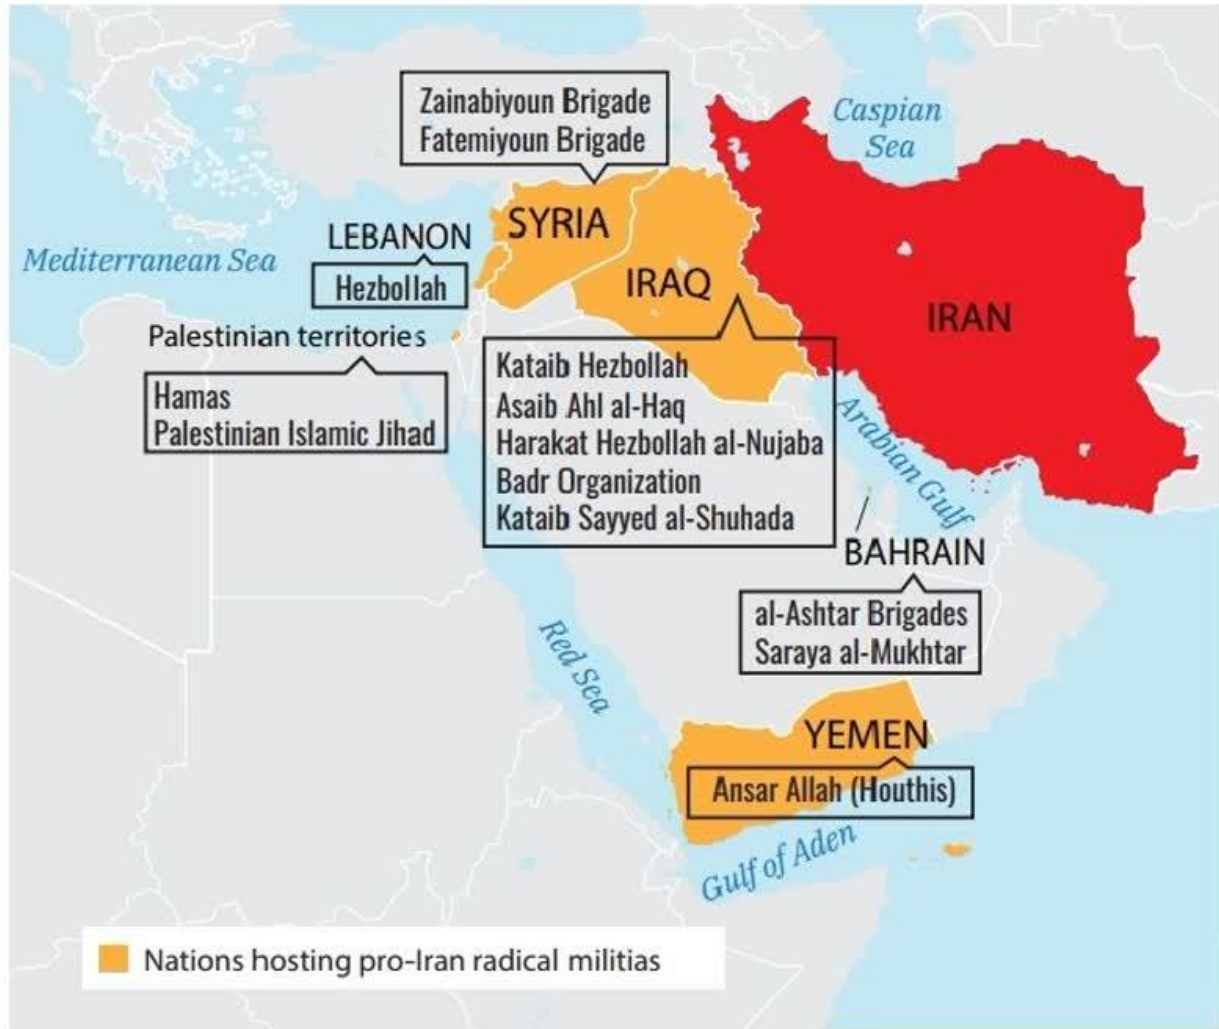 Zainabiyoun Brigade
Fatemiyoun Brigade
Caspian
Sea
SYRIA
LEBANON
Hezbollah
Mediterranean Sea
IRAQ
IRAN
Palestinian territories
Hamas
Palestinian Islamic Jihad
Kataib Hezbollah
Asaib Ahl al-Haq
Harakat Hezbollah al-Nujaba
Badr Organization
Kataib Sayyed al-Shuhada
Arabian Gulf
BAHRAIN
al-Ashtar Brigades
Saraya al-Mukhtar
Red Sea
YEMEN
Ansar Allah (Houthis)
Gulf of Aden
Nations hosting pro-Iran radical militias